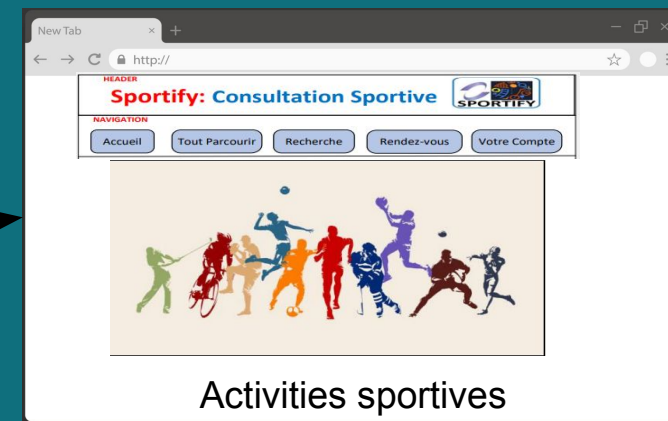 New Tab
http://
HEADER
Sportify: Consultation Sportive
SPORTIFY
NAVIGATION
Accueil Tout Parcourir Recherche Rendez-vous Votre Compte
Activities sportives